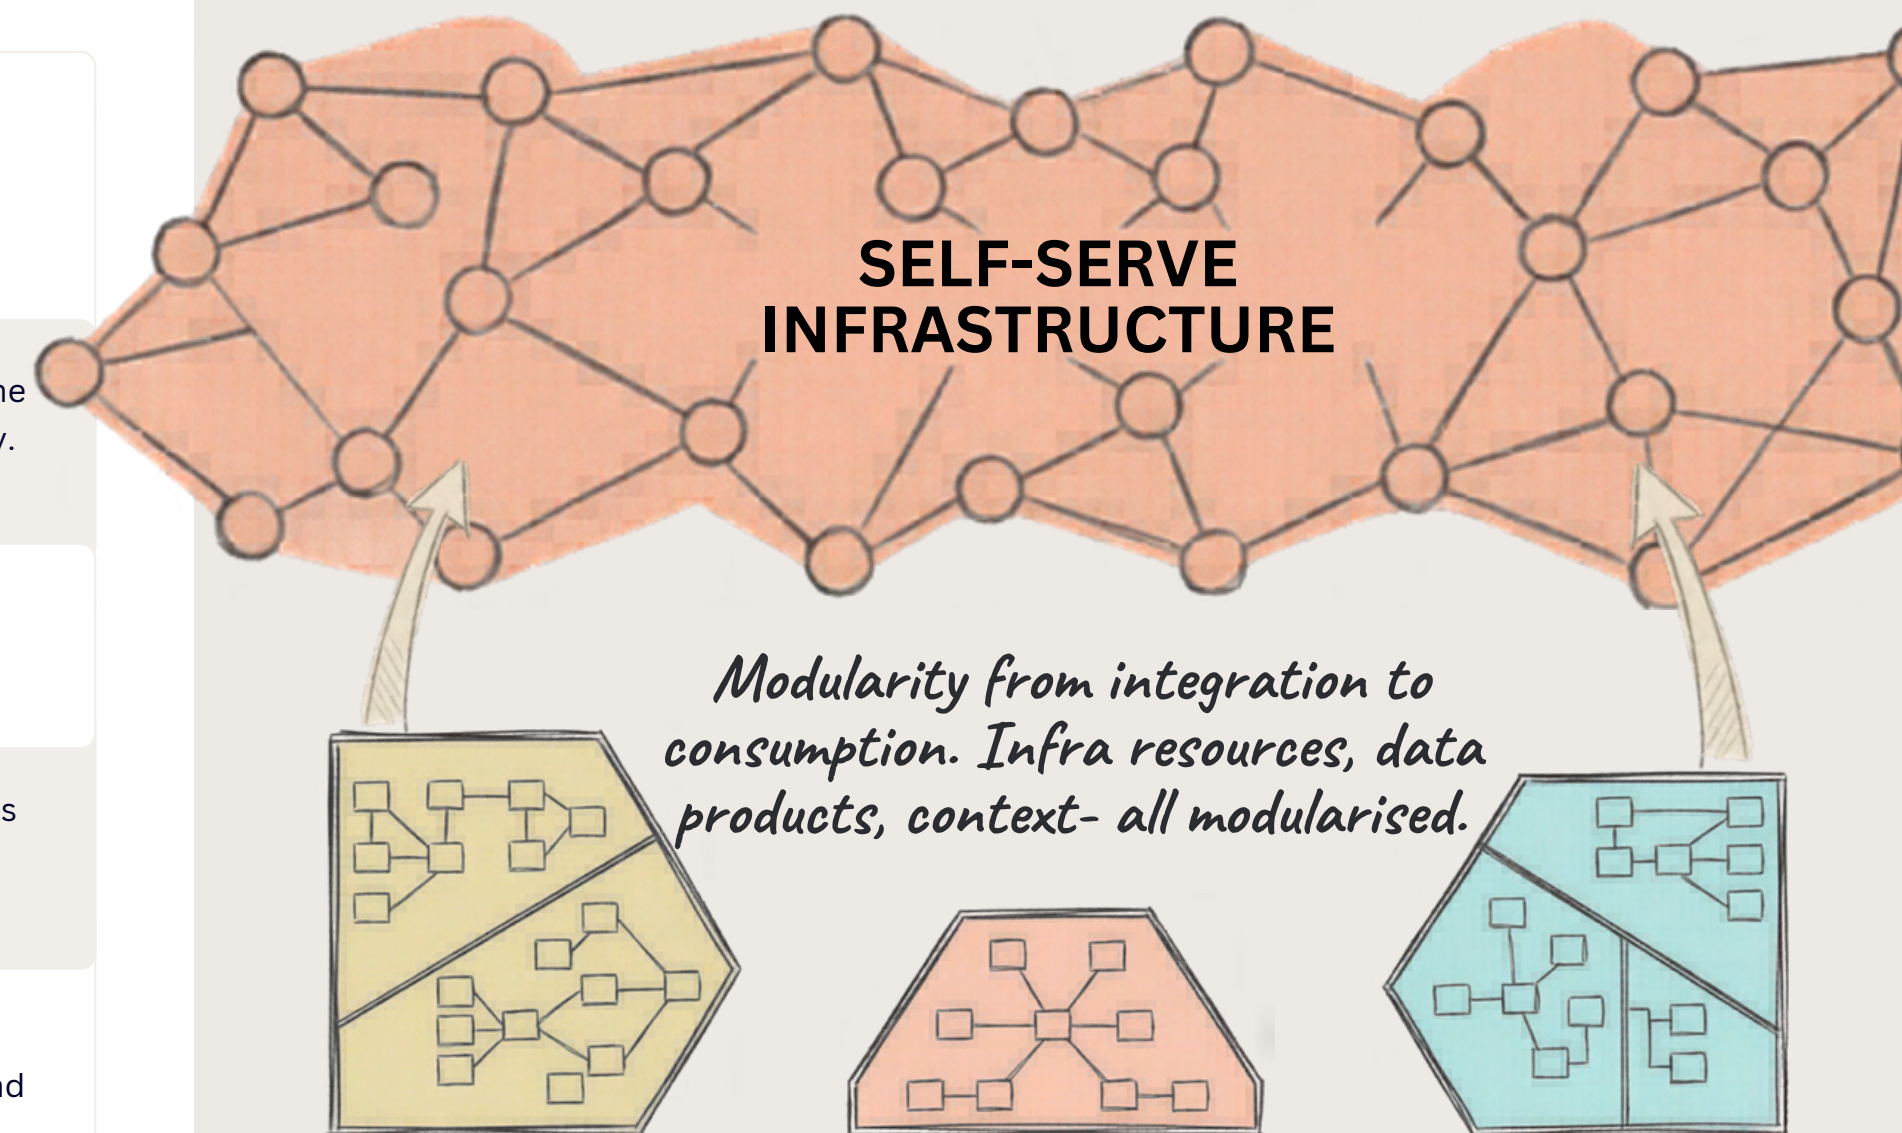 SELF-SERVE
INFRASTRUCTURE
y.
s
Modularity from integration to
consumption. Infra resources, data
products, context- all modularised.